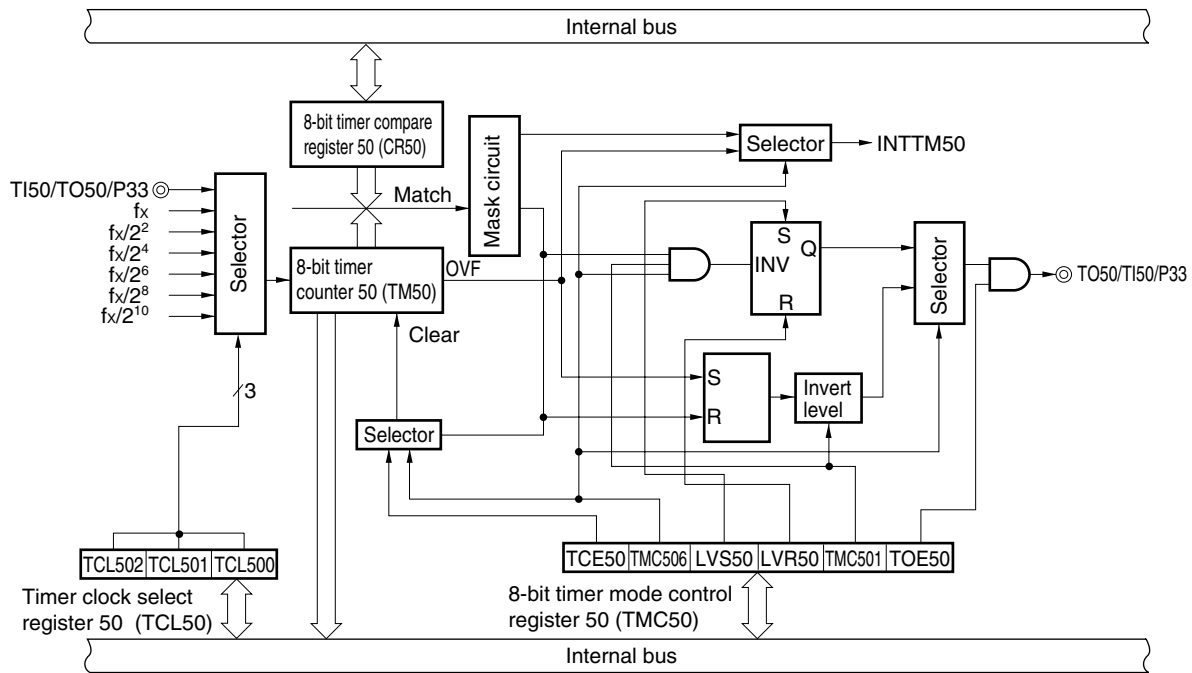 Internal bus
8-bit timer compare
register 50 (CR50)
Mask circuit
Selector
INTTM50
TI50/TO50/P33
fX
fX/2²
fX/2⁴
fX/2⁶
fX/2⁸
fX/2¹⁰
Selector
Match
8-bit timer
counter 50 (TM50)
OVF
Clear
S
INV
Q
R
Selector
TO50/TI50/P33
S
R
Invert
level
3
Selector
TCL502 TCL501 TCL500
Timer clock select
register 50 (TCL50)
TCE50 TMC506 LVS50 LVR50 TMC501 TOE50
8-bit timer mode control
register 50 (TMC50)
Internal bus